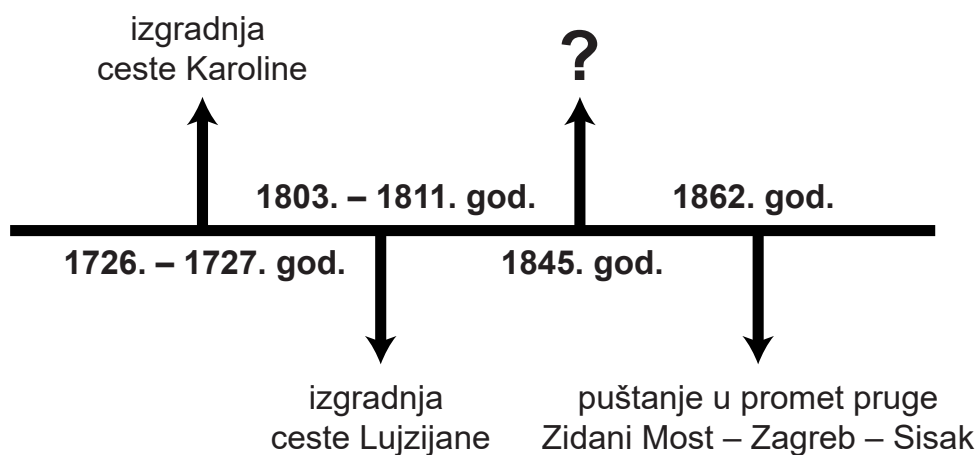 izgradnja
ceste Karoline
?
1803. – 1811. god.
1862. god.
1726. – 1727. god.
1845. god.
izgradnja
ceste Lujzijane
puštanje u promet pruge
Zidani Most – Zagreb – Sisak